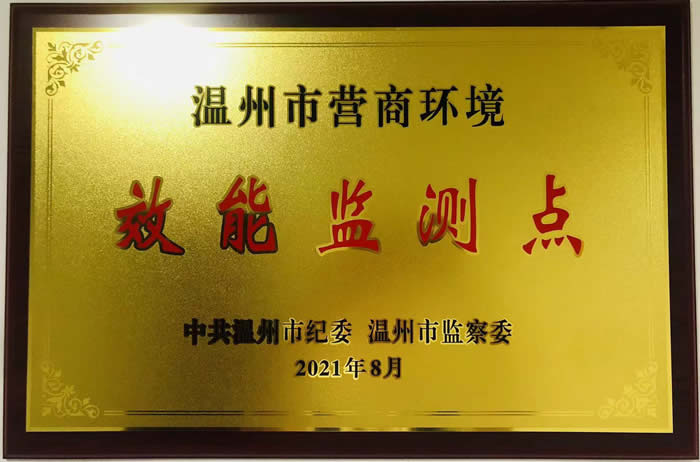 温州市营商环境
效能监测点
中共温州市纪委 温州市监察委
2021年8月